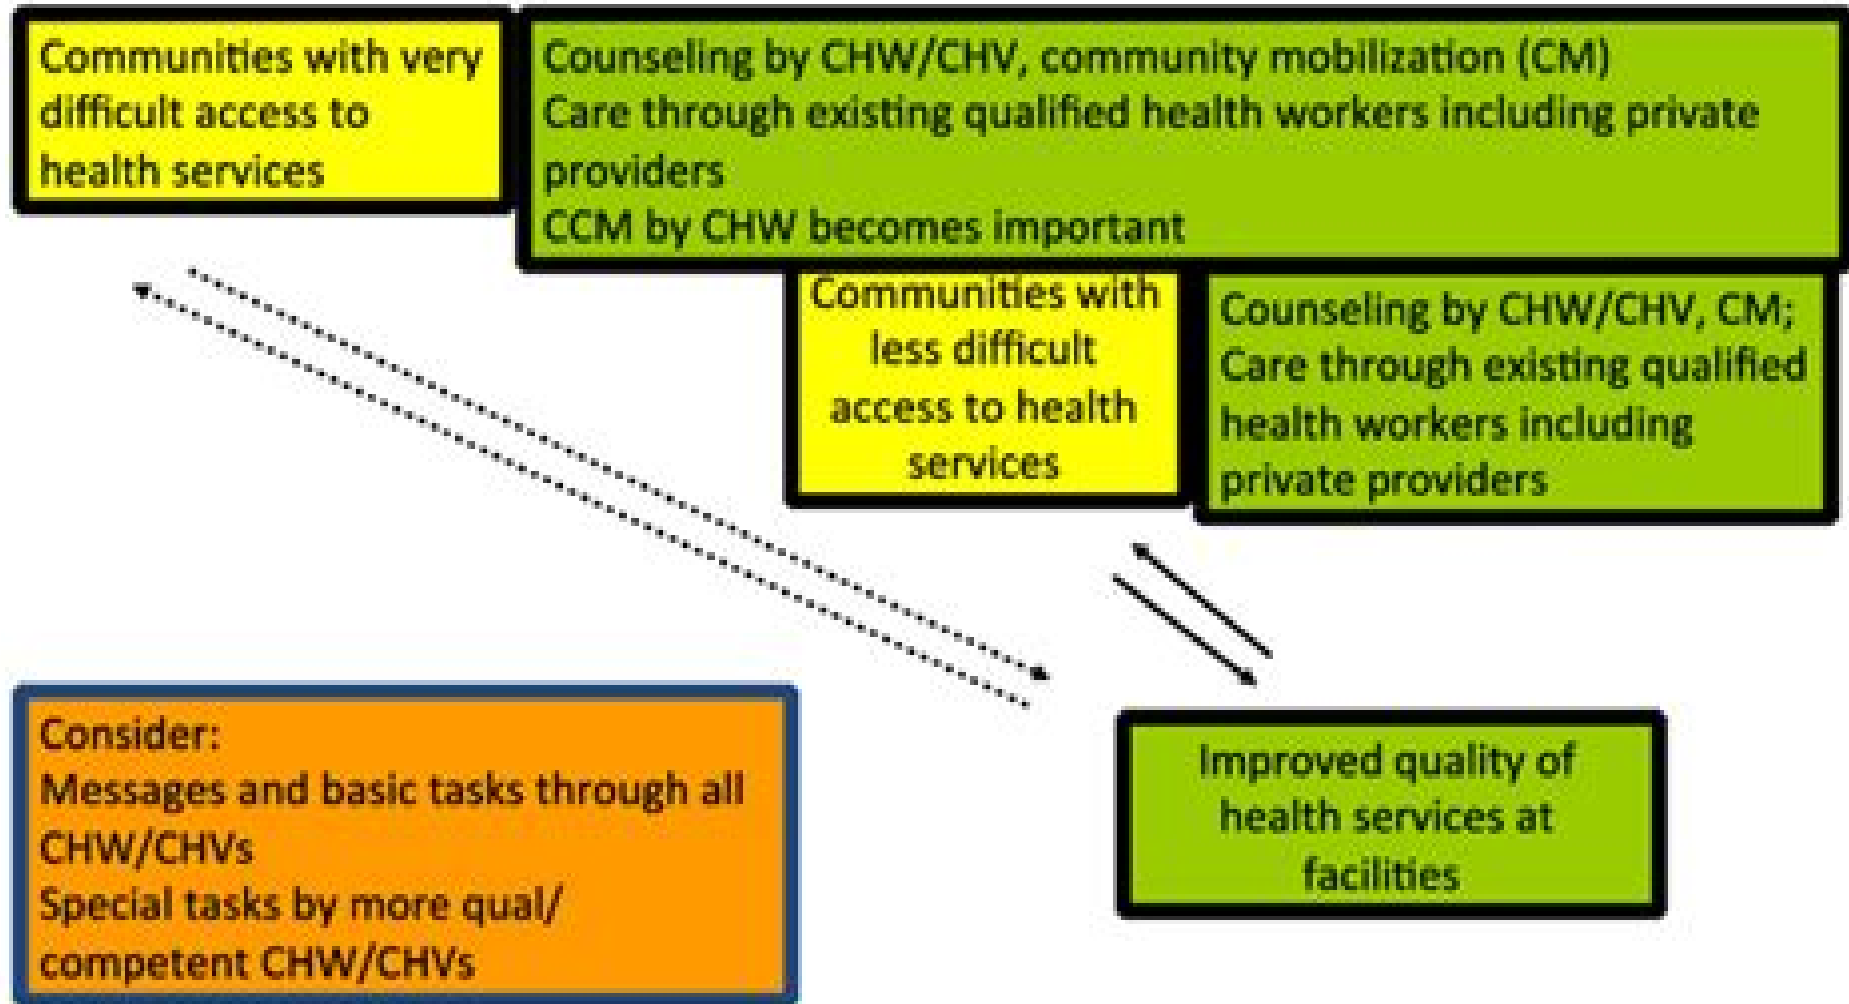 Communities with very
difficult access to
health services
Counseling by CHW/CHV, community mobilization (CM)
Care through existing qualified health workers including private
providers
CCM by CHW becomes important
Communities with
less difficult
access to health
services
Counseling by CHW/CHV, CM;
Care through existing qualified
health workers including
private providers
Consider:
Messages and basic tasks through all
CHW/CHVs
Special tasks by more qual/
competent CHW/CHVs
Improved quality of
health services at
facilities